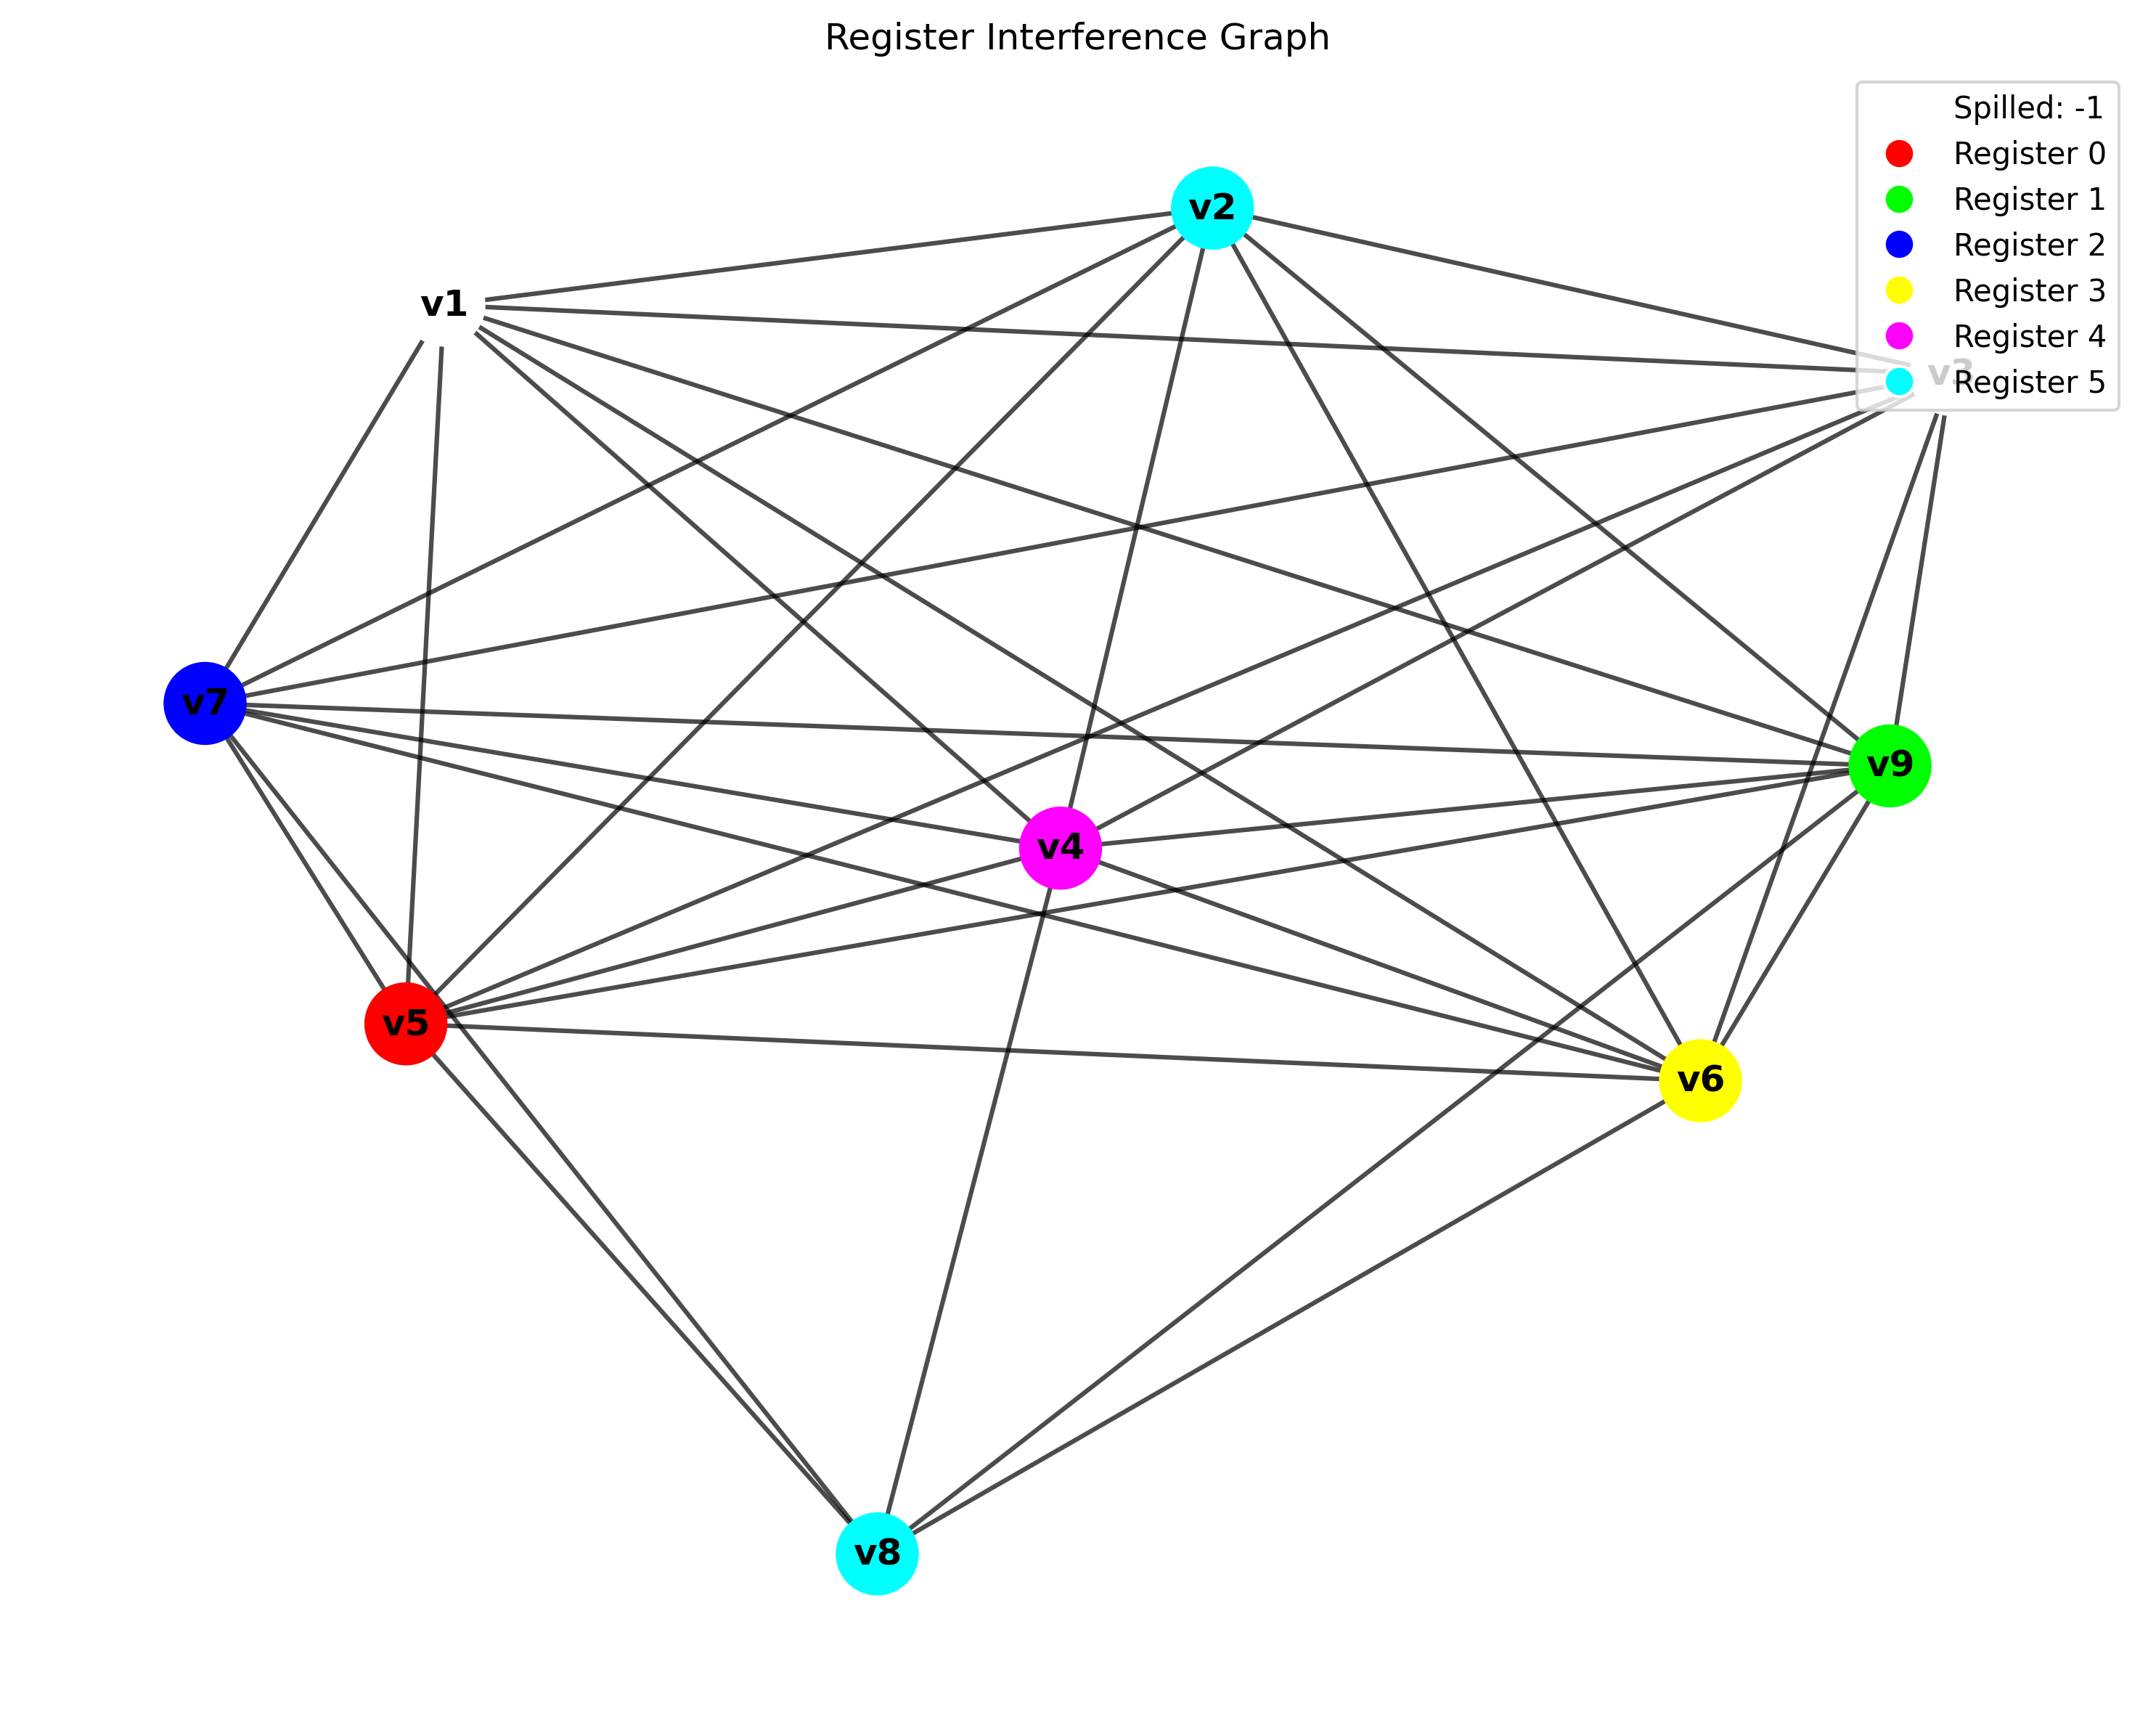 Register Interference Graph
Spilled: -1
Register 0
Register 1
Register 2
Register 3
Register 4
Register 5
v2
v1
v3
v7
v9
v4
v5
v6
v8